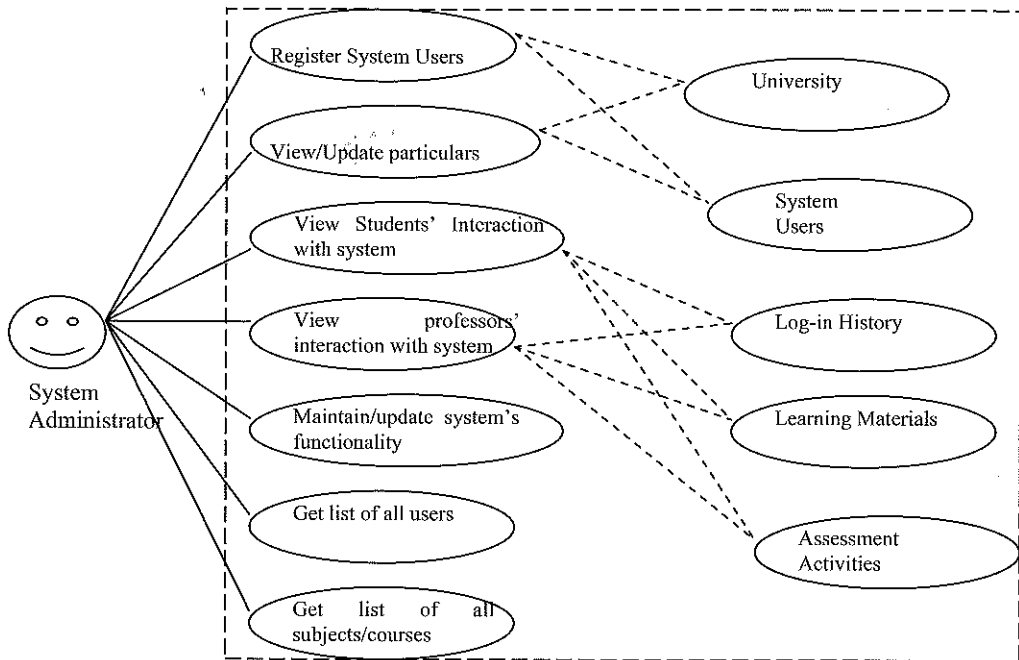 Register System Users
University
View/Update particulars
System
Users
View Students' Interaction
with system
View professors'
interaction with system
Log-in History
System
Administrator
Maintain/update system's
functionality
Learning Materials
Get list of all users
Assessment
Activities
Get list of all
subjects/courses